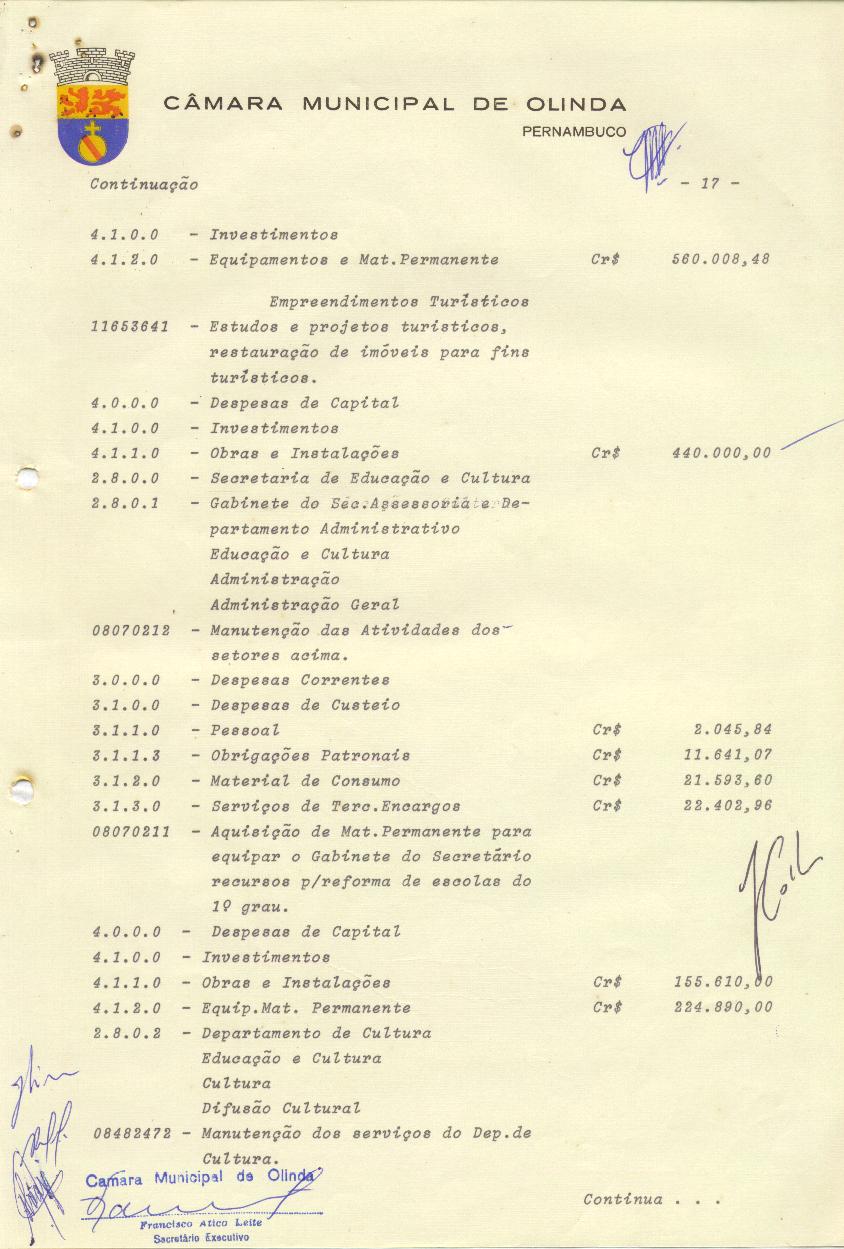 CÂMARA MUNICIPAL DE OLINDA
PERNAMBUCO
Continuação - 17 -
4.1.0.0 - Investimentos
4.1.2.0 - Equipamentos e Mat.Permanente Cr$ 560.008,48
Empreendimentos Turísticos
11653641 - Estudos e projetos turisticos,
restauração de imóveis para fins
turísticos.
4.0.0.0 - Despesas de Capital
4.1.0.0 - Investimentos
4.1.1.0 - Obras e Instalações Cr$ 440.000,00
2.8.0.0 - Secretaria de Educação e Cultura
2.8.0.1 - Gabinete do Sec.Assessoria e De-
partamento Administrativo
Educação e Cultura
Administração
Administração Geral
08070212 - Manutenção das Atividades dos
setores acima.
3.0.0.0 - Despesas Correntes
3.1.0.0 - Despesas de Custeio
3.1.1.0 - Pessoal Cr$ 2.045,84
3.1.1.3 - Obrigações Patronais Cr$ 11.641,07
3.1.2.0 - Material de Consumo Cr$ 21.593,60
3.1.3.0 - Serviços de Terc.Encargos Cr$ 22.402,96
08070211 - Aquisição de Mat.Permanente para
equipar o Gabinete do Secretário
recursos p/reforma de escolas do
1º grau.
4.0.0.0 - Despesas de Capital
4.1.0.0 - Investimentos
4.1.1.0 - Obras e Instalações Cr$ 155.610,00
4.1.2.0 - Equip.Mat. Permanente Cr$ 224.890,00
2.8.0.2 - Departamento de Cultura
Educação e Cultura
Cultura
Difusão Cultural
08482472 - Manutenção dos serviços do Dep.de
Cultura.
Camara Municipal de Olinda
Continua . . .
Francisco Atico Leite
Secretário Executivo